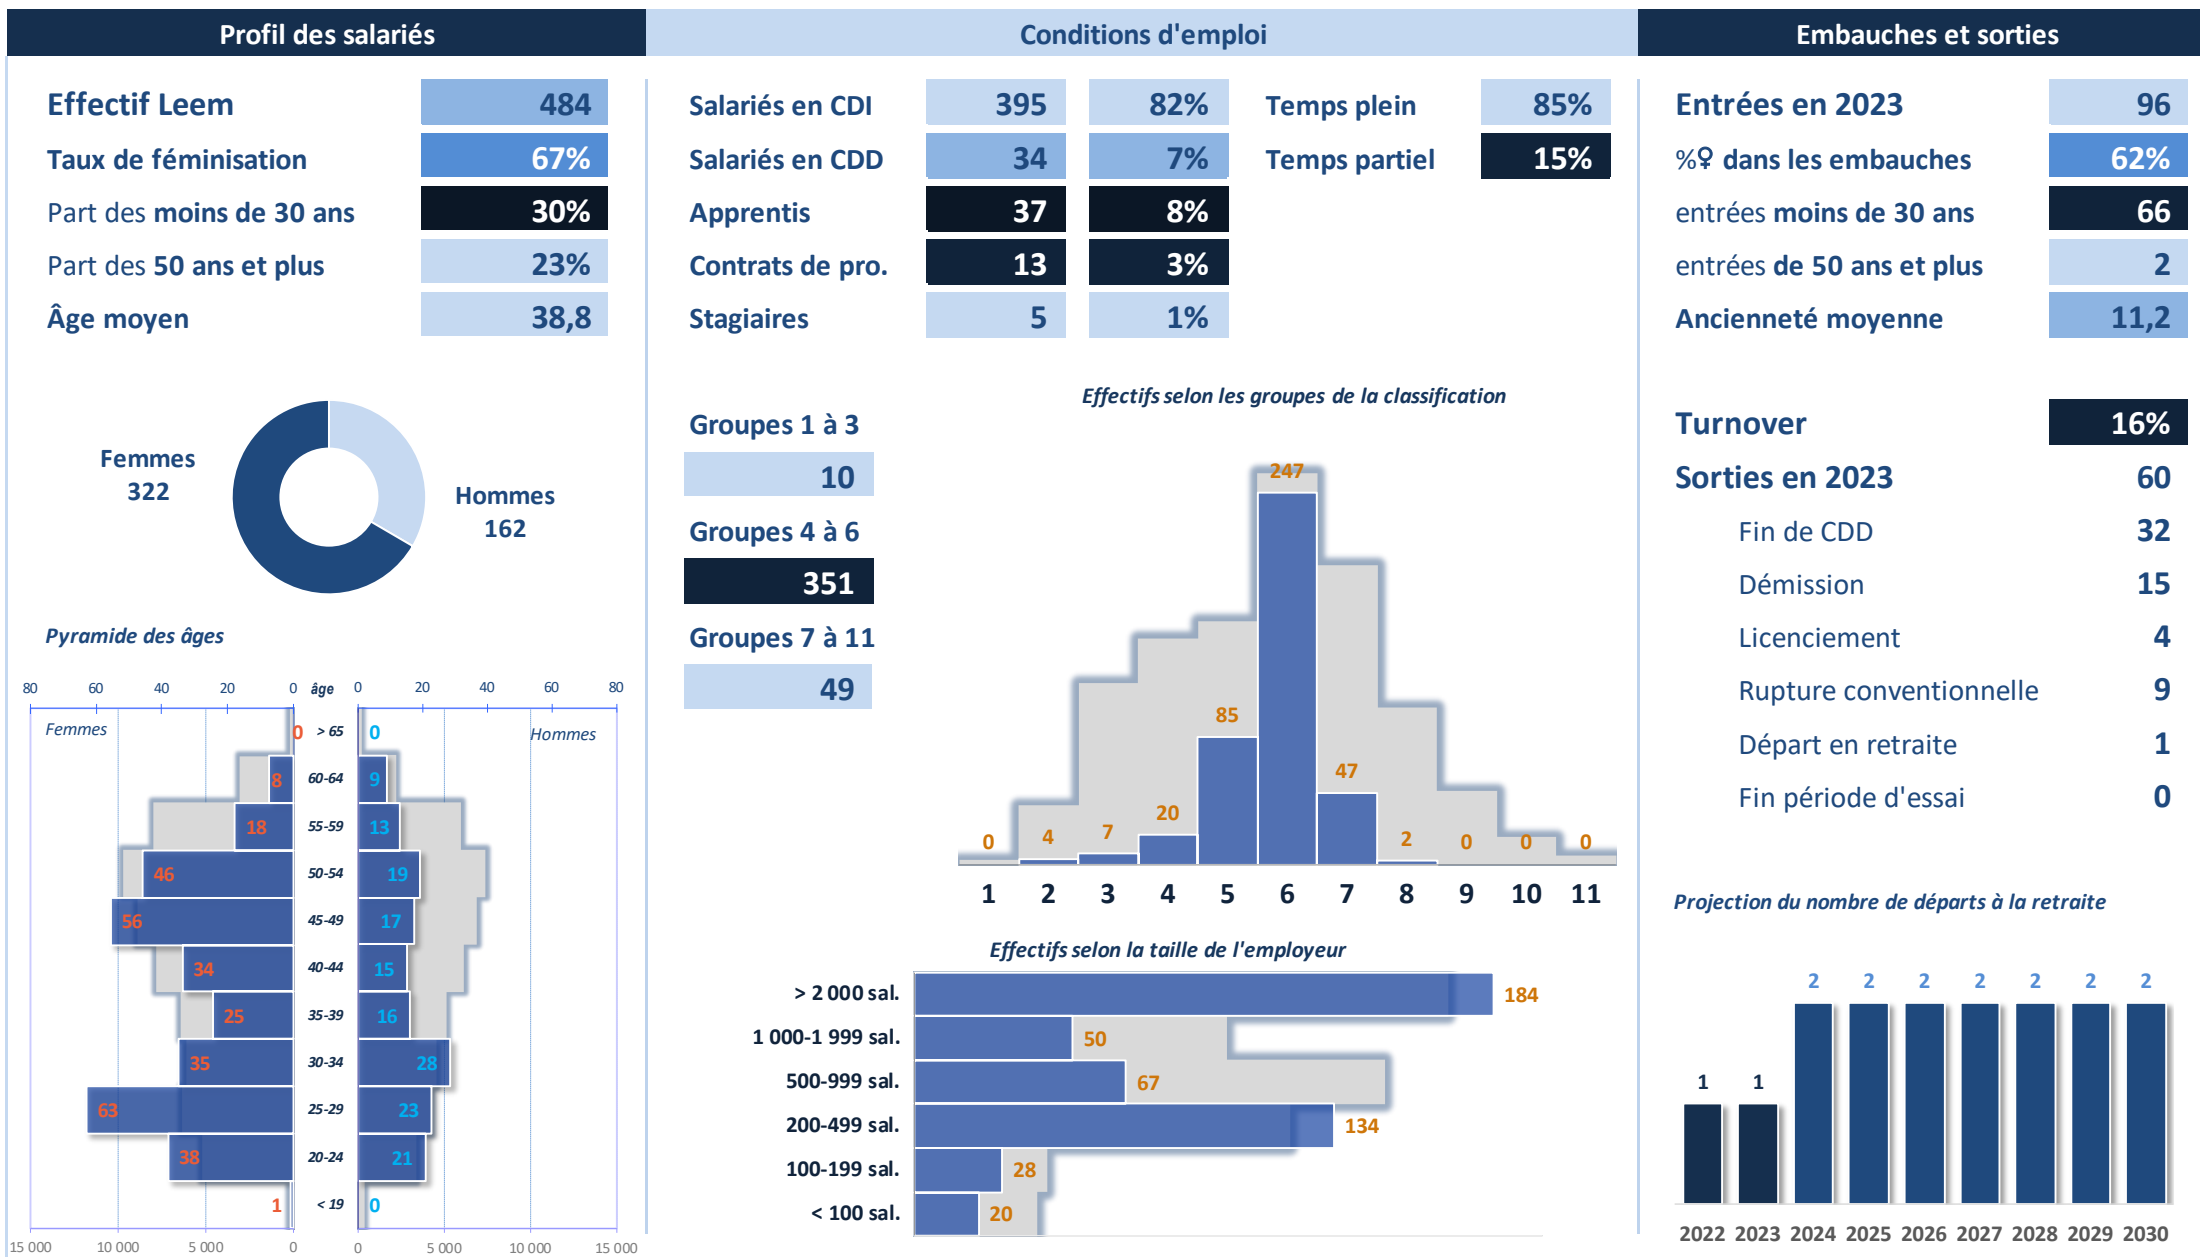 Profil des salariés
Effectif Leem 484
Taux de féminisation 67%
Part des moins de 30 ans 30%
Part des 50 ans et plus 23%
Âge moyen 38,8
Femmes
322
Hommes
162
Pyramide des âges
80 60 40 20 0 âge 0 20 40 60 80
Femmes Hommes
0 > 65 0
8 60-64 9
18 55-59 13
46 50-54 19
56 45-49 17
34 40-44 15
25 35-39 16
35 30-34 28
63 25-29 23
38 20-24 21
1 < 19 0
15 000 10 000 5 000 0 0 5 000 10 000 15 000
Conditions d'emploi
Salariés en CDI 395 82% Temps plein 85%
Salariés en CDD 34 7% Temps partiel 15%
Apprentis 37 8%
Contrats de pro. 13 3%
Stagiaires 5 1%
Groupes 1 à 3
10
Groupes 4 à 6
351
Groupes 7 à 11
49
Effectifs selon les groupes de la classification
0 4 7 20 85 247 47 2 0 0 0
1 2 3 4 5 6 7 8 9 10 11
Effectifs selon la taille de l'employeur
> 2 000 sal. 184
1 000-1 999 sal. 50
500-999 sal. 67
200-499 sal. 134
100-199 sal. 28
< 100 sal. 20
Embauches et sorties
Entrées en 2023 96
%♀ dans les embauches 62%
entrées moins de 30 ans 66
entrées de 50 ans et plus 2
Ancienneté moyenne 11,2
Turnover 16%
Sorties en 2023 60
Fin de CDD 32
Démission 15
Licenciement 4
Rupture conventionnelle 9
Départ en retraite 1
Fin période d'essai 0
Projection du nombre de départs à la retraite
1 1 2 2 2 2 2 2 2
2022 2023 2024 2025 2026 2027 2028 2029 2030